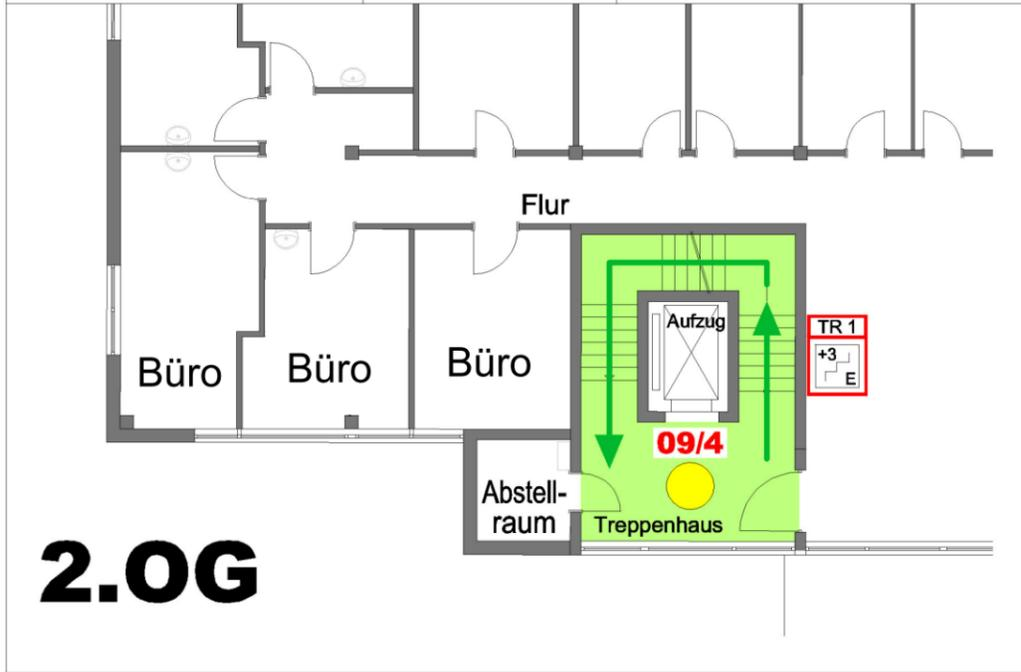 Flur
Aufzug
TR 1
+3
E
Büro
Büro
Büro
09/4
Abstell-
raum
Treppenhaus
2.OG